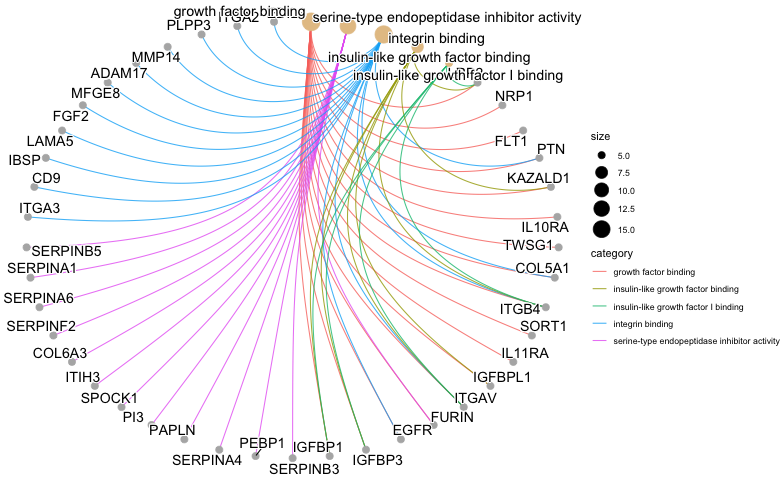 growth factor binding
ITGA2
serine-type endopeptidase inhibitor activity
PLPP3
integrin binding
MMP14
insulin-like growth factor binding
ADAM17
insulin-like growth factor I binding
MFGE8
NRP1
FGF2
FLT1
LAMA5
PTN
IBSP
CD9
KAZALD1
ITGA3
IL10RA
SERPINB5
TWSG1
SERPINA1
COL5A1
SERPINA6
ITGB4
SERPINF2
SORT1
COL6A3
IL11RA
ITIH3
IGFBPL1
SPOCK1
ITGAV
PI3
FURIN
PAPLN
EGFR
PEBP1
IGFBP1
SERPINA4
SERPINB3
IGFBP3
size
5.0
7.5
10.0
12.5
15.0
category
growth factor binding
insulin-like growth factor binding
insulin-like growth factor I binding
integrin binding
serine-type endopeptidase inhibitor activity